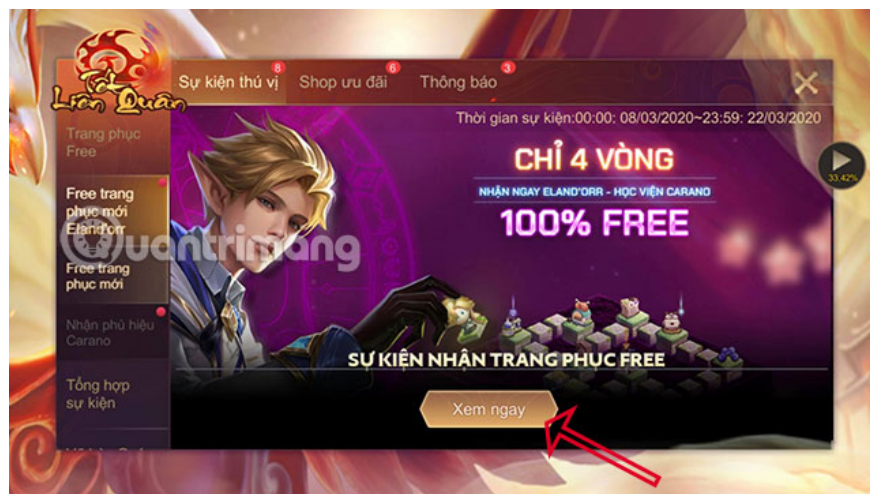 Tốc
Liên Quân
Sự kiện thú vị
8
Shop ưu đãi
6
Thông báo
3
Thời gian sự kiện:00:00: 08/03/2020~23:59: 22/03/2020
Trang phục
Free
Free trang
phục mới
Eland'orr
Free trang
phục mới
Nhận phù hiệu
Carano
Tổng hợp
sự kiện
CHỈ 4 VÒNG
NHẬN NGAY ELAND'ORR - HỌC VIỆN CARANO
100% FREE
33.42%
Quantrimang
SỰ KIỆN NHẬN TRANG PHỤC FREE
Xem ngay